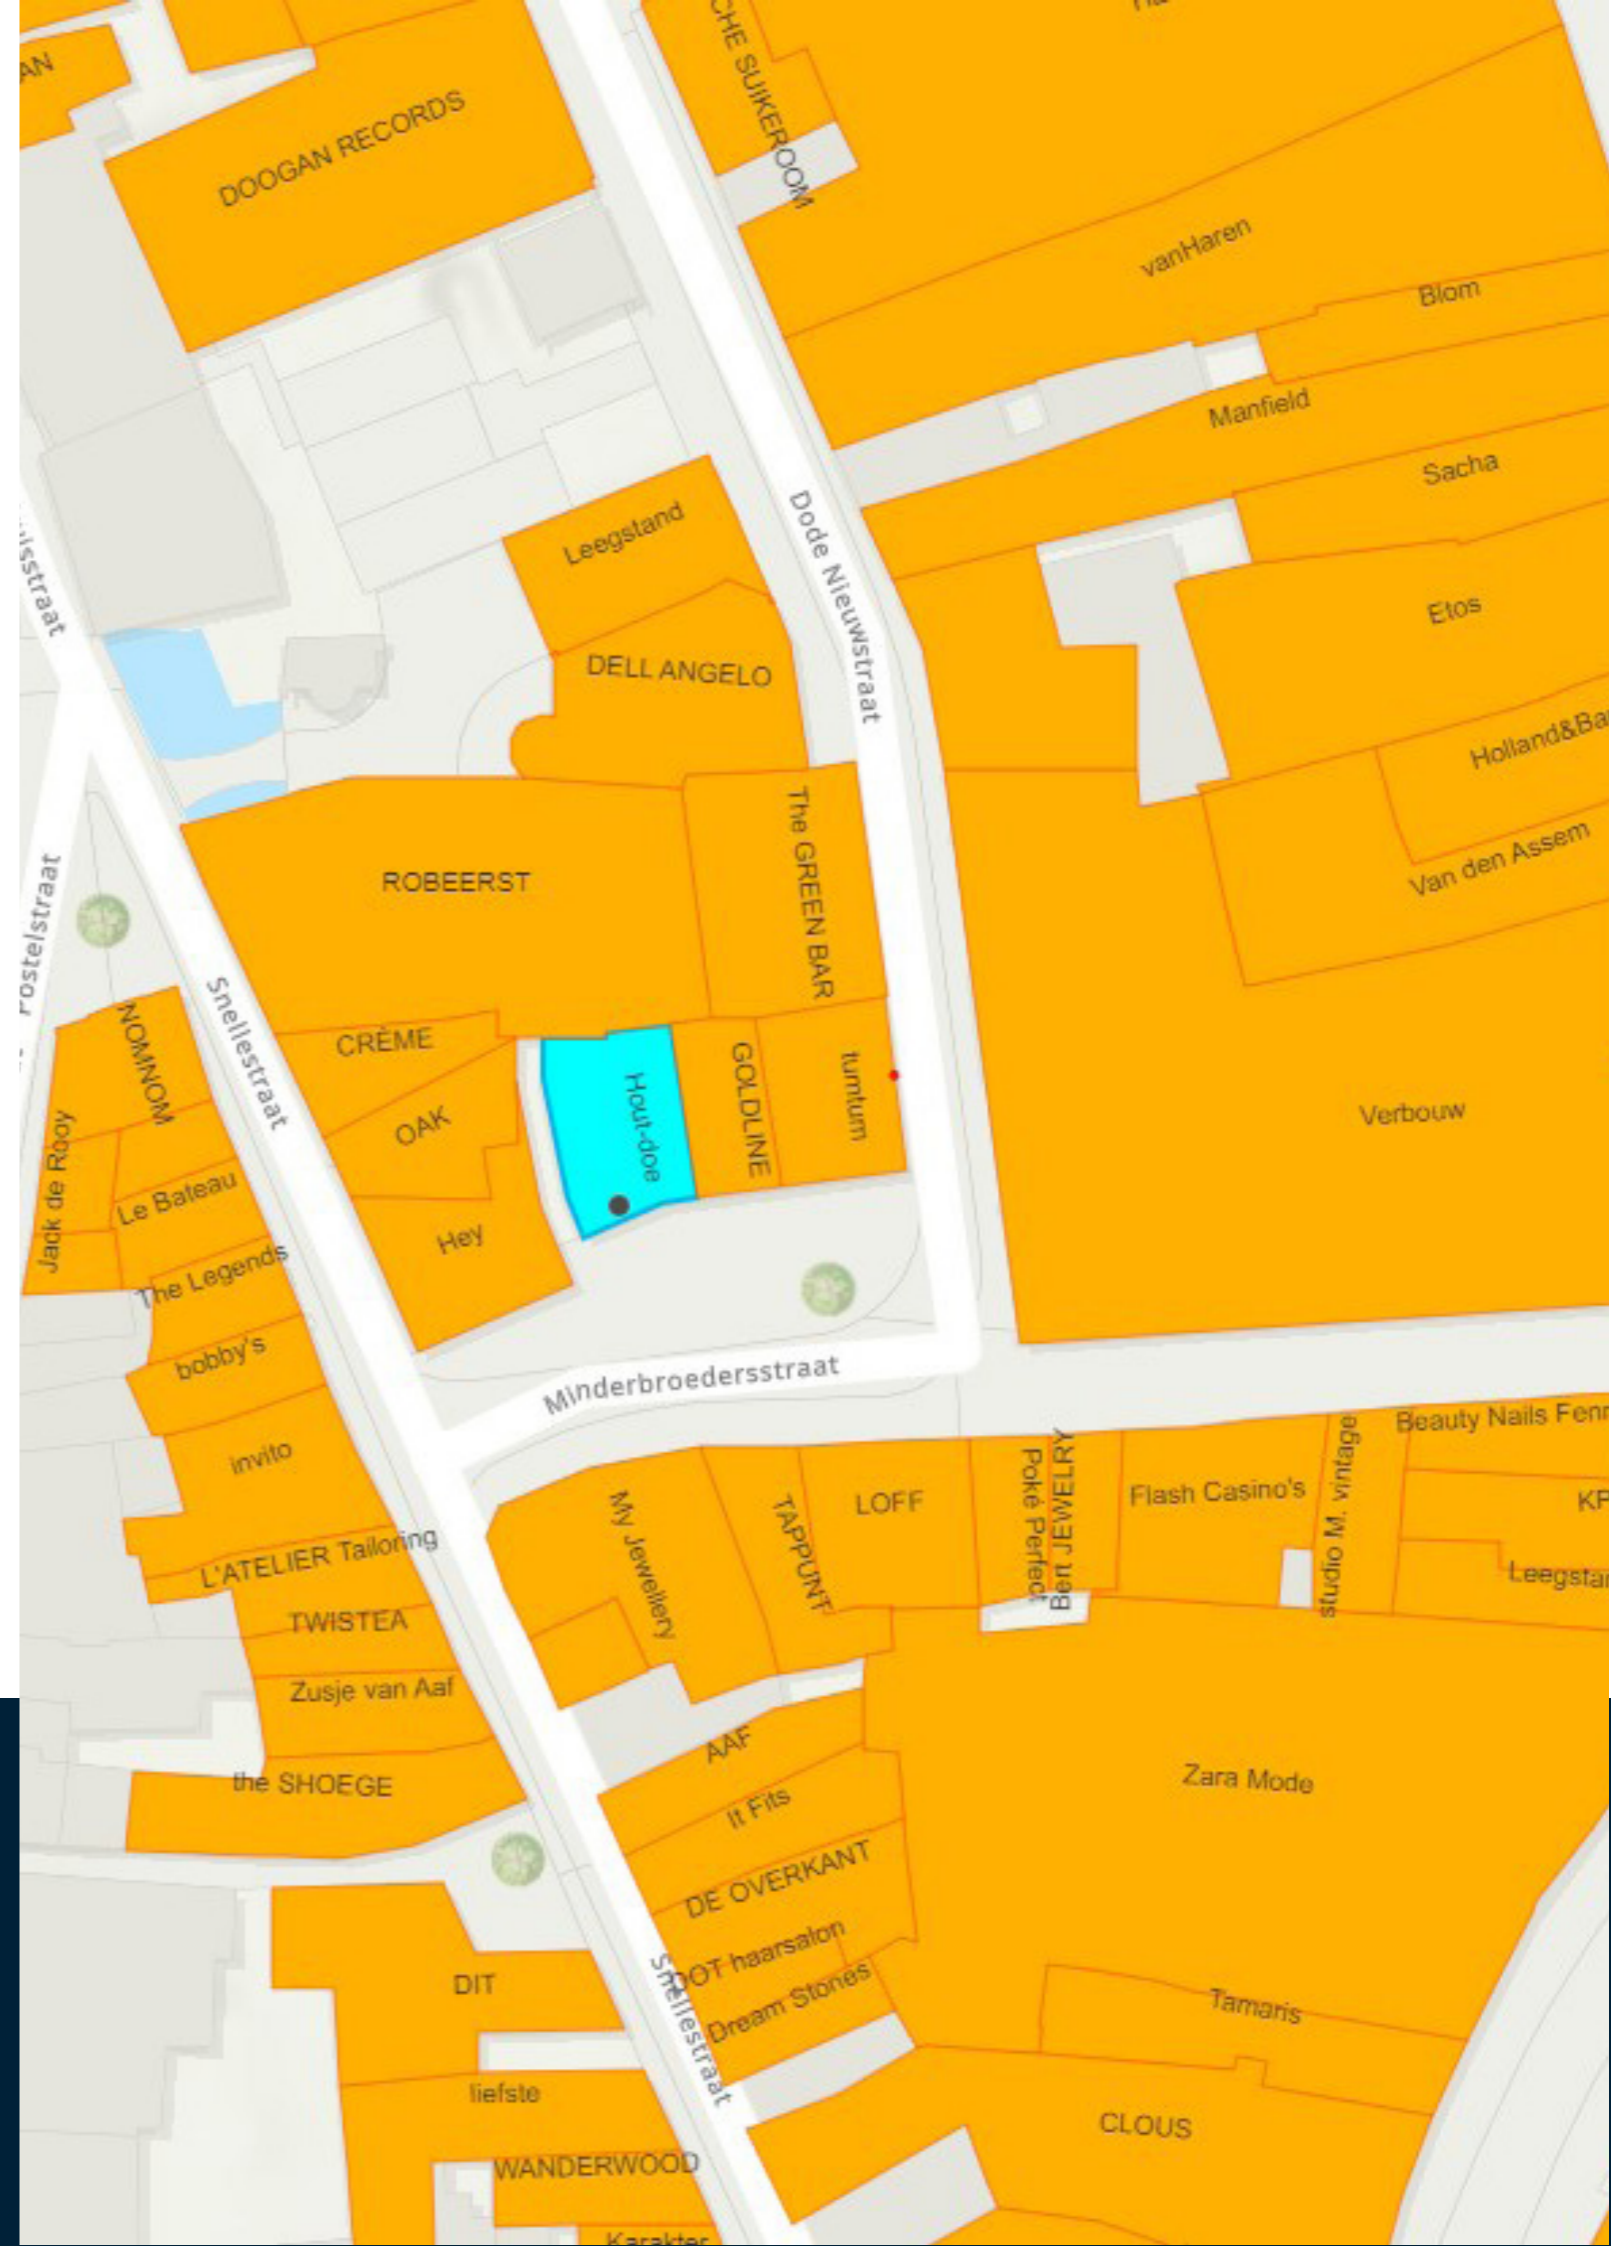 DOOGAN RECORDS
SUIKEROOM
vanHaren
Blom
Manfield
Sacha
Leegstand
Dode Nieuwstraat
Etos
DELL ANGELO
Holland&Ba
The GREEN BAR
Van den Assem
ROBEERST
Postelstraat
Snellestraat
NOMNOM
CRÈME
OAK
Hout-doe
GOLDLINE
tumtum
Verbouw
Jack de Rooy
Le Bateau
Hey
The Legends
bobby's
Minderbroedersstraat
invito
My Jewellery
TAPPUNT
LOFF
Poké Perfect
Bert JEWELRY
Flash Casino's
studio M. vintage
Beauty Nails Fenn
Leegstan
L'ATELIER Tailoring
TWISTEA
Zusje van Aaf
AAF
the SHOEGE
It Fits
Zara Mode
DE OVERKANT
DOT haarsalon
Dream Stones
Snellestraat
DIT
Tamaris
liefste
CLOUS
WANDERWOOD
Karakter